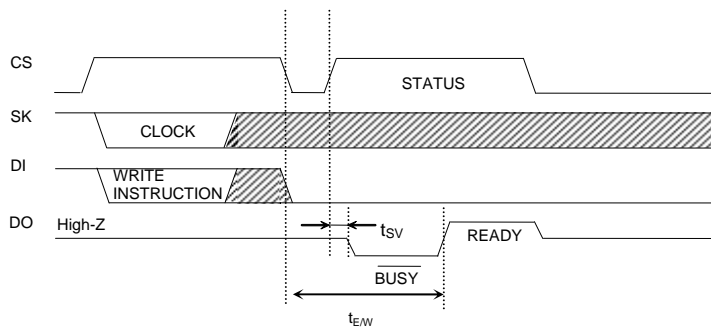 CS
STATUS
SK
CLOCK
DI
WRITE
INSTRUCTION
DO
High-Z
tSV
READY
BUSY
tE/W